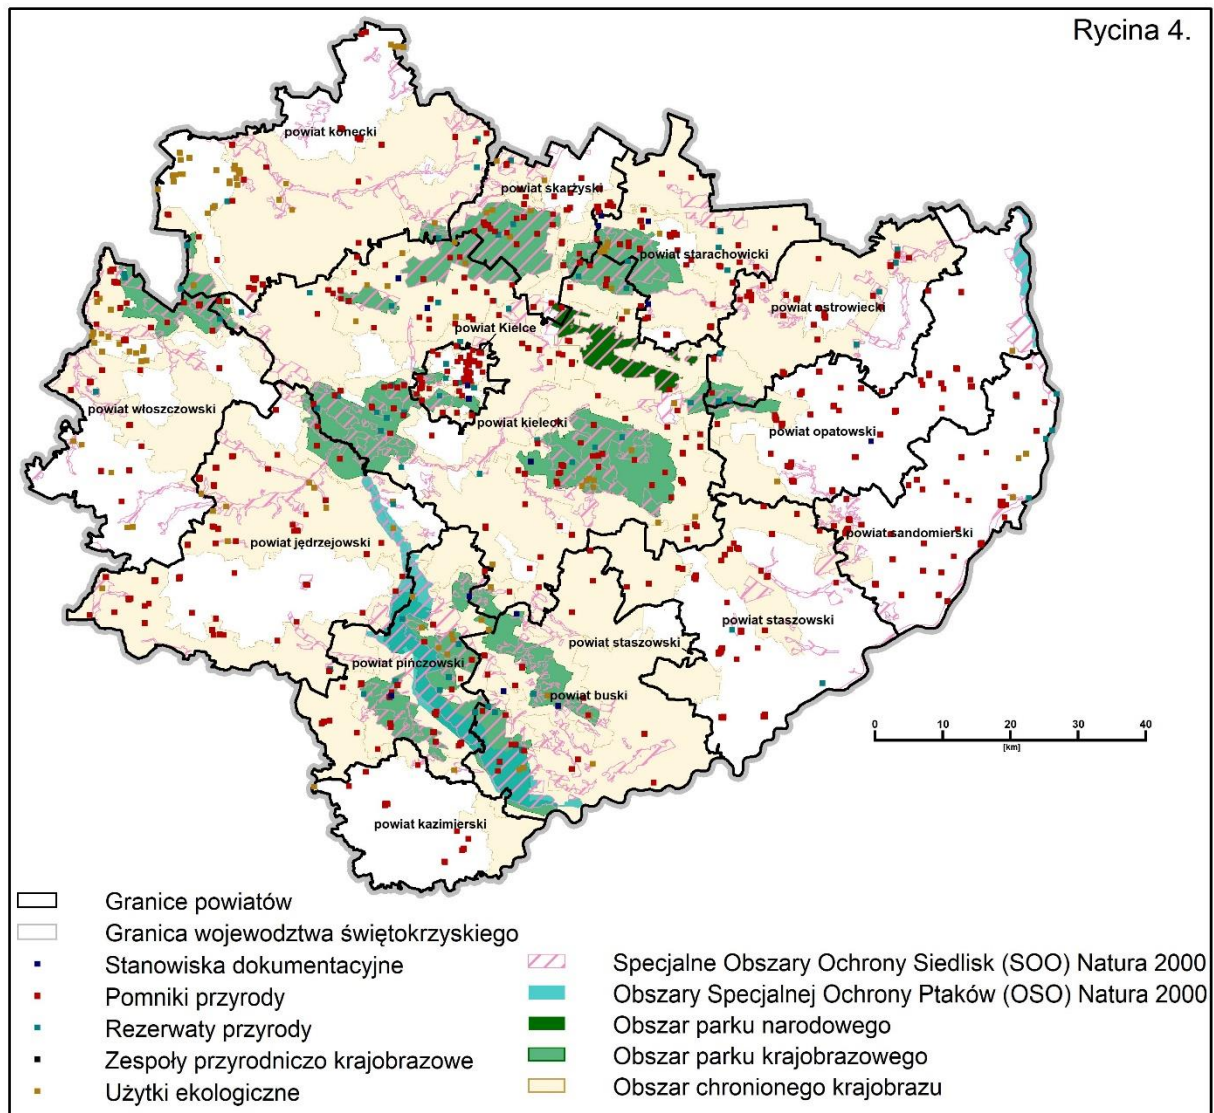 Rycina 4.
powiat konecki
powiat skarżyski
powiat starachowicki
powiat ostrowiecki
powiat Kielce
powiat włoszczowski
powiat kielecki
powiat opatowski
powiat jędrzejowski
powiat sandomierski
powiat staszowski
powiat staszowski
powiat pińczowski
powiat buski
powiat kazimierski
0 10 20 30 40
[km]
Granice powiatów
Granica wojewodztwa świętokrzyskiego
Stanowiska dokumentacyjne
Pomniki przyrody
Rezerwaty przyrody
Zespoły przyrodniczo krajobrazowe
Użytki ekologiczne
Specjalne Obszary Ochrony Siedlisk (SOO) Natura 2000
Obszary Specjalnej Ochrony Ptaków (OSO) Natura 2000
Obszar parku narodowego
Obszar parku krajobrazowego
Obszar chronionego krajobrazu